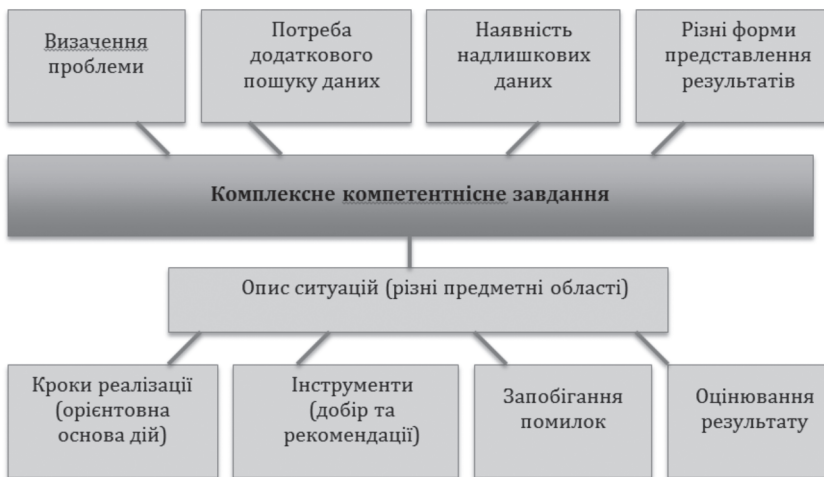 Визачення
проблеми
Потреба
додаткового
пошуку даних
Наявність
надлишкових
даних
Різні форми
представлення
результатів
Комплексне компетентнісне завдання
Опис ситуацій (різні предметні області)
Кроки реалізації
(орієнтовна
основа дій)
Інструменти
(добір та
рекомендації)
Запобігання
помилок
Оцінювання
результату